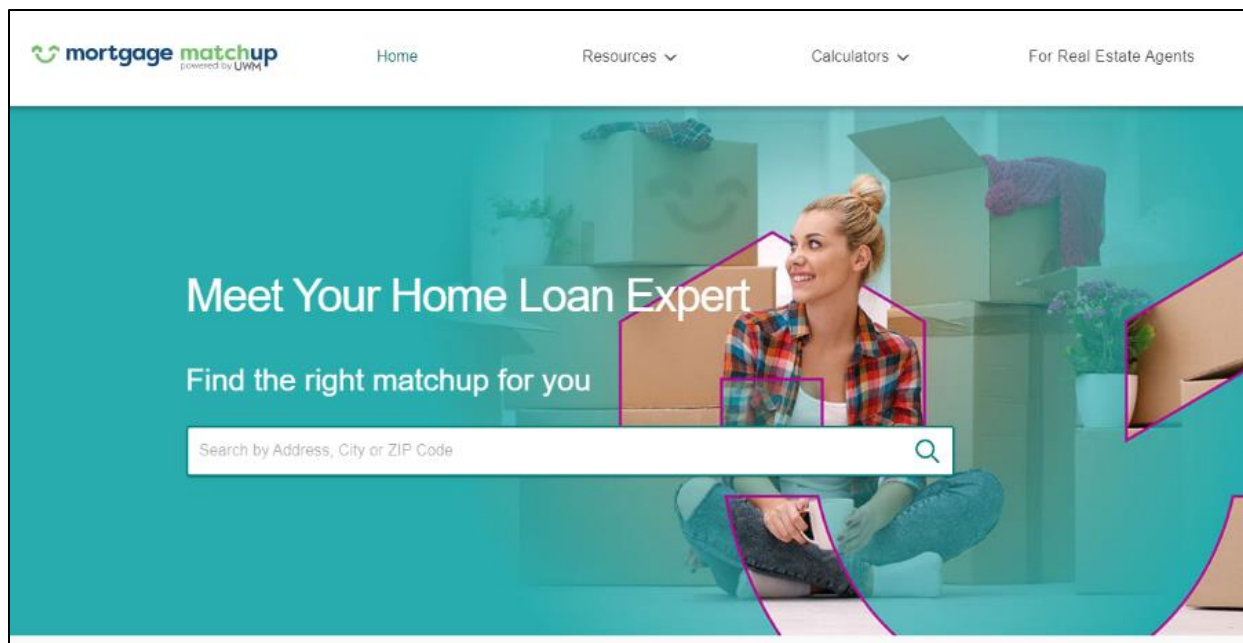 mortgage matchup
powered by UWM
Home
Resources
Calculators
For Real Estate Agents
Meet Your Home Loan Expert
Find the right matchup for you
Search by Address, City or ZIP Code